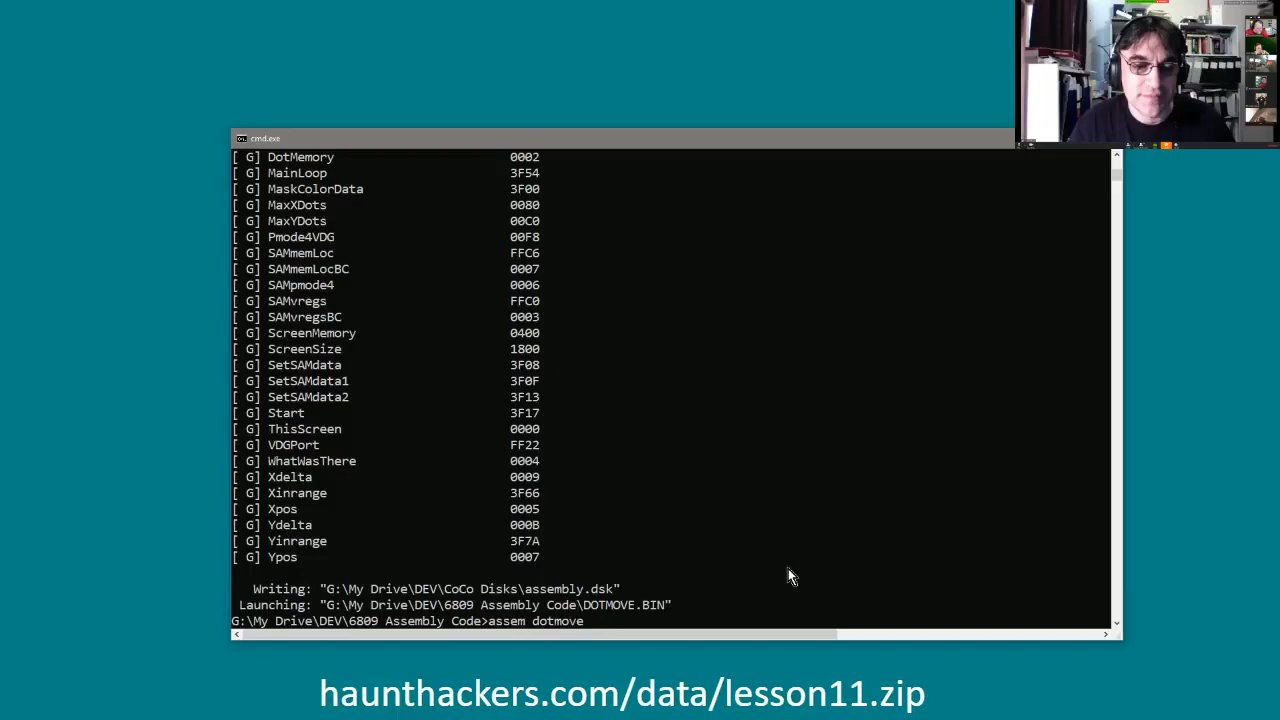 cmd.exe
[ G] DotMemory 0002
[ G] MainLoop 3F54
[ G] MaskColorData 3F00
[ G] MaxXDots 0080
[ G] MaxYDots 00C0
[ G] Pmode4VDG 00F8
[ G] SAMmemLoc FFC6
[ G] SAMmemLocBC 0007
[ G] SAMpmode4 0006
[ G] SAMvregs FFC0
[ G] SAMvregsBC 0003
[ G] ScreenMemory 0400
[ G] ScreenSize 1800
[ G] SetSAMdata 3F08
[ G] SetSAMdata1 3F0F
[ G] SetSAMdata2 3F13
[ G] Start 3F17
[ G] ThisScreen 0000
[ G] VDGPort FF22
[ G] WhatWasThere 0004
[ G] Xdelta 0009
[ G] Xinrange 3F66
[ G] Xpos 0005
[ G] Ydelta 000B
[ G] Yinrange 3F7A
[ G] Ypos 0007
Writing: "G:\My Drive\DEV\CoCo Disks\assembly.dsk"
Launching: "G:\My Drive\DEV\6809 Assembly Code\DOTMOVE.BIN"
G:\My Drive\DEV\6809 Assembly Code>assem dotmove
haunthackers.com/data/lesson11.zip